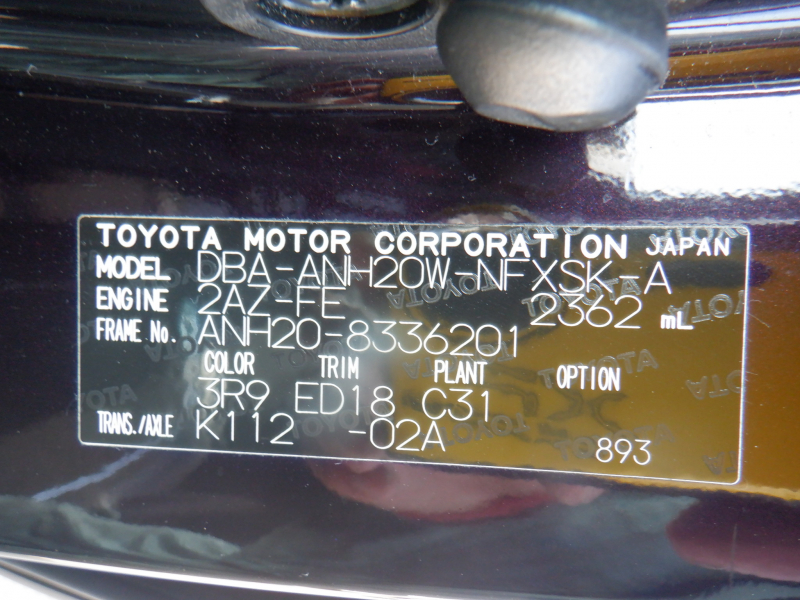 TOYOTA MOTOR CORPORATION JAPAN
MODEL DBA-ANH20W-NFXSK-A
ENGINE 2AZ-FE 2362 mL
FRAME No. ANH20-8336201
COLOR TRIM PLANT OPTION
3R9 ED18 C31
TRANS./AXLE K112 -02A 893